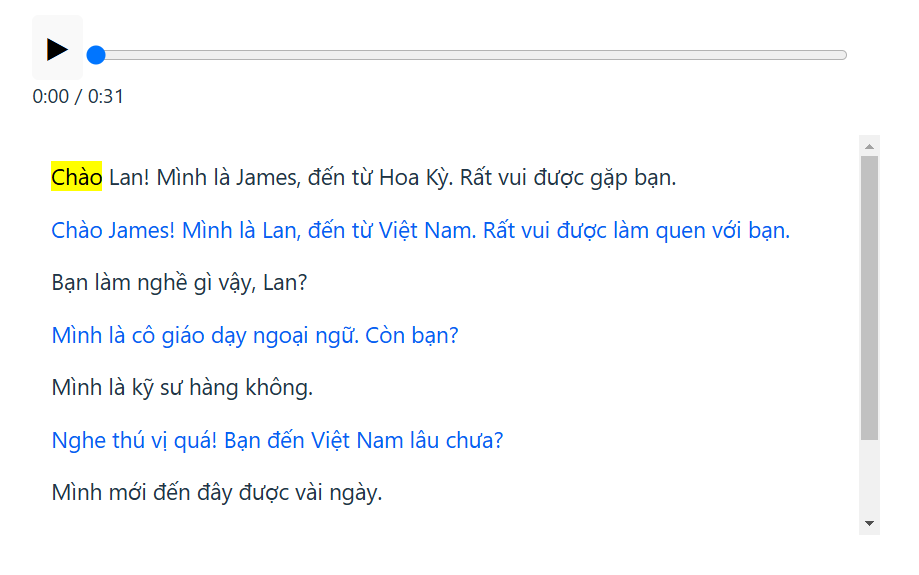 0:00 / 0:31
Chào Lan! Mình là James, đến từ Hoa Kỳ. Rất vui được gặp bạn.
Chào James! Mình là Lan, đến từ Việt Nam. Rất vui được làm quen với bạn.
Bạn làm nghề gì vậy, Lan?
Mình là cô giáo dạy ngoại ngữ. Còn bạn?
Mình là kỹ sư hàng không.
Nghe thú vị quá! Bạn đến Việt Nam lâu chưa?
Mình mới đến đây được vài ngày.